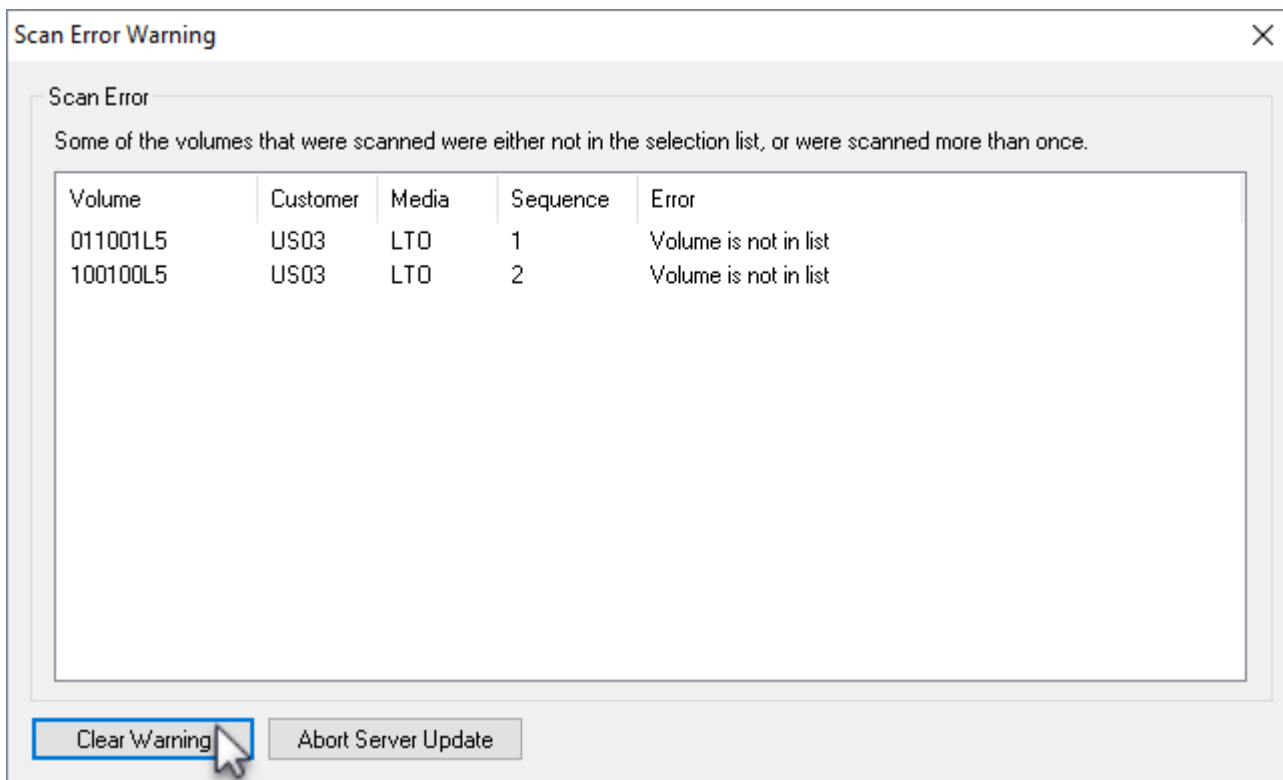 Scan Error Warning
Scan Error
Some of the volumes that were scanned were either not in the selection list, or were scanned more than once.
Volume Customer Media Sequence Error
011001L5 US03 LTO 1 Volume is not in list
100100L5 US03 LTO 2 Volume is not in list
Clear Warning Abort Server Update